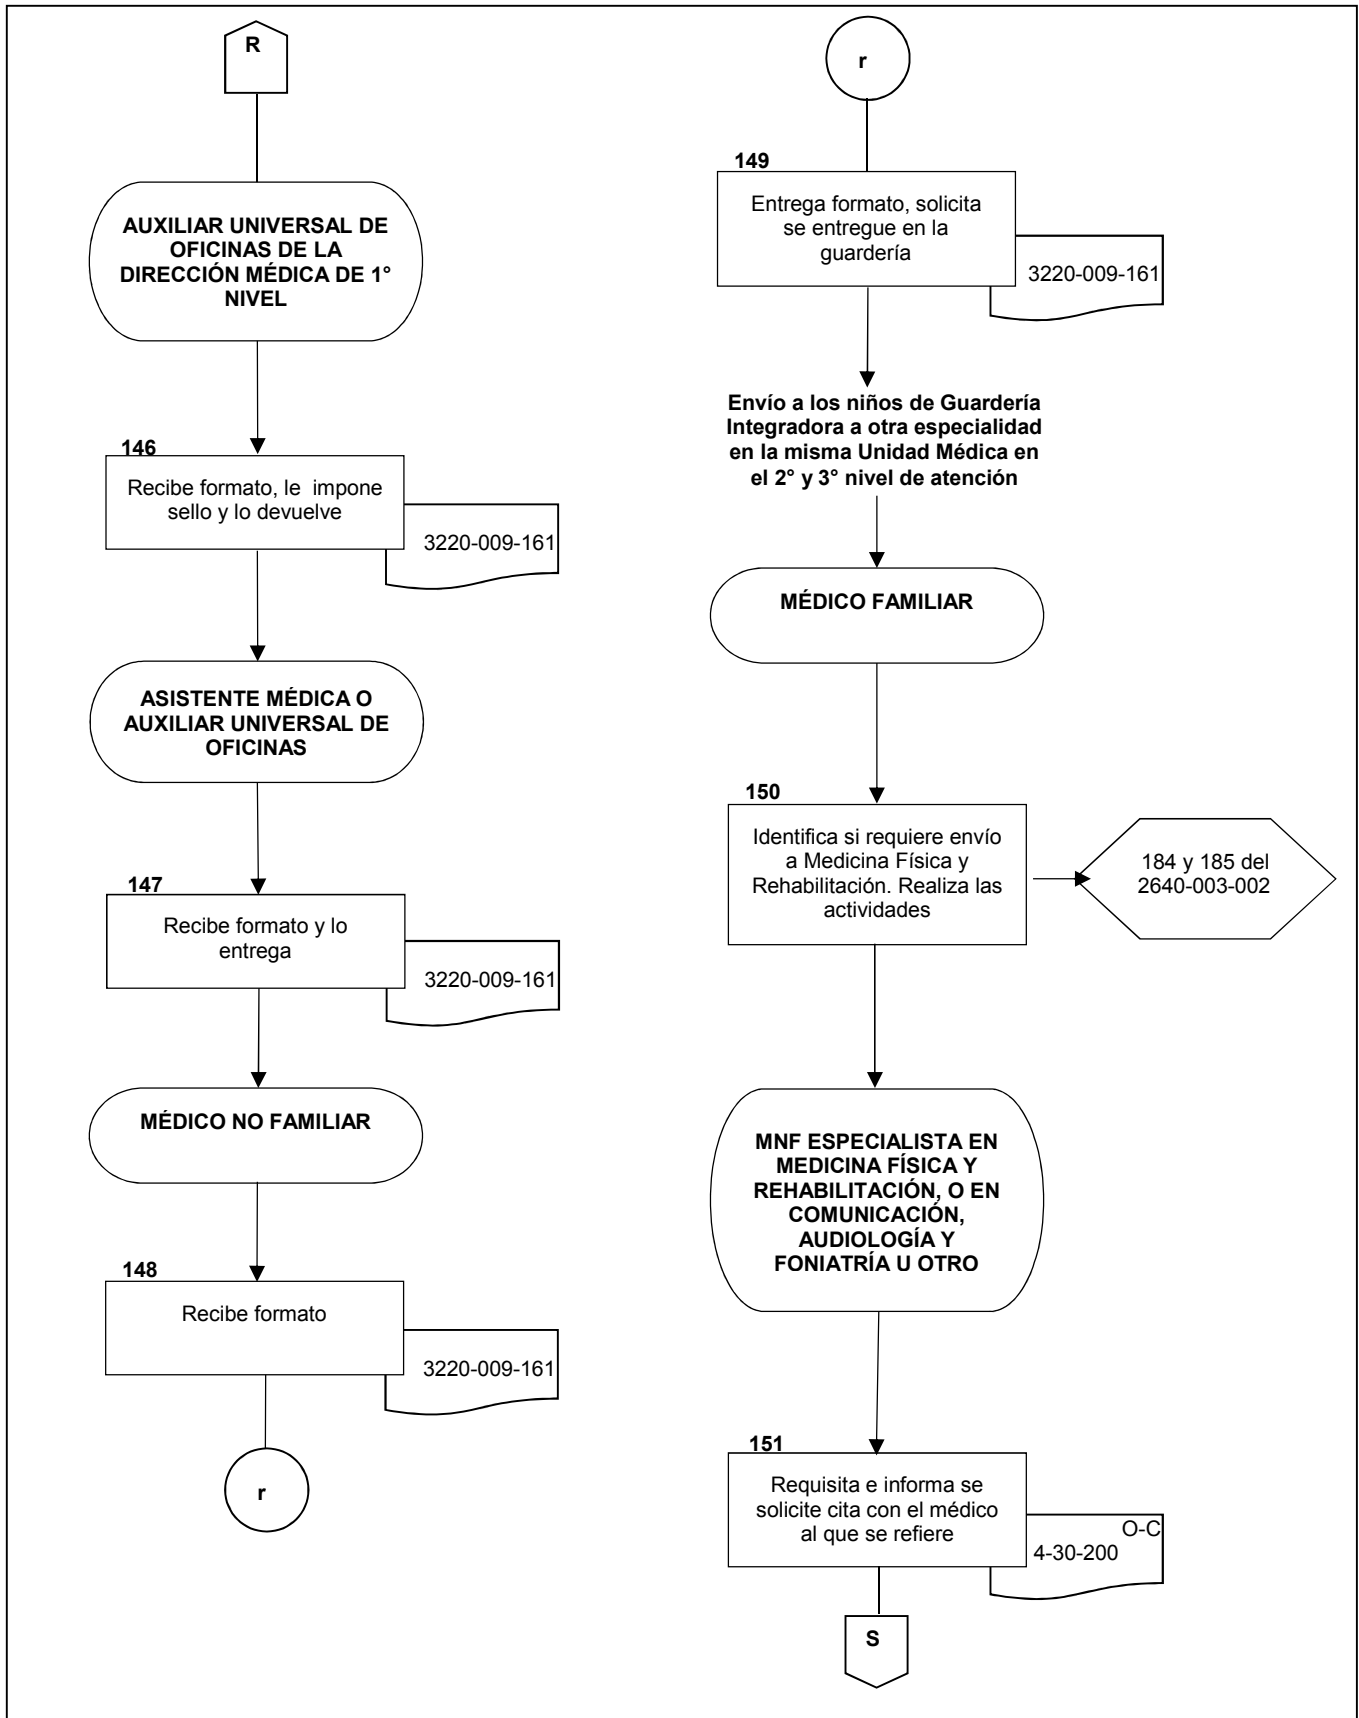 R
AUXILIAR UNIVERSAL DE
OFICINAS DE LA
DIRECCIÓN MÉDICA DE 1°
NIVEL
146
Recibe formato, le impone
sello y lo devuelve
3220-009-161
ASISTENTE MÉDICA O
AUXILIAR UNIVERSAL DE
OFICINAS
147
Recibe formato y lo
entrega
3220-009-161
MÉDICO NO FAMILIAR
148
Recibe formato
3220-009-161
r
r
149
Entrega formato, solicita
se entregue en la
guardería
3220-009-161
Envío a los niños de Guardería
Integradora a otra especialidad
en la misma Unidad Médica en
el 2° y 3° nivel de atención
MÉDICO FAMILIAR
150
Identifica si requiere envío
a Medicina Física y
Rehabilitación. Realiza las
actividades
184 y 185 del
2640-003-002
MNF ESPECIALISTA EN
MEDICINA FÍSICA Y
REHABILITACIÓN, O EN
COMUNICACIÓN,
AUDIOLOGÍA Y
FONIATRÍA U OTRO
151
Requisita e informa se
solicite cita con el médico
al que se refiere
O-C
4-30-200
S